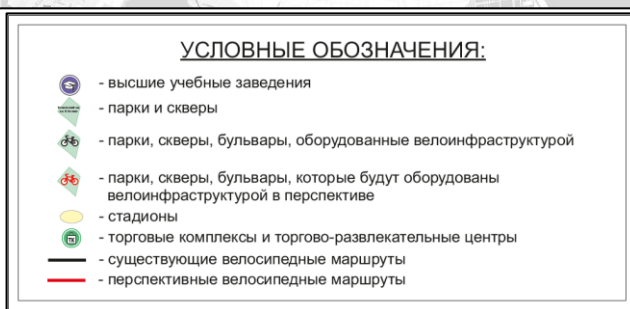 УСЛОВНЫЕ ОБОЗНАЧЕНИЯ:
- высшие учебные заведения
- парки и скверы
- парки, скверы, бульвары, оборудованные велоинфраструктурой
- парки, скверы, бульвары, которые будут оборудованы
велоинфраструктурой в перспективе
- стадионы
- торговые комплексы и торгово-развлекательные центры
- существующие велосипедные маршруты
- перспективные велосипедные маршруты